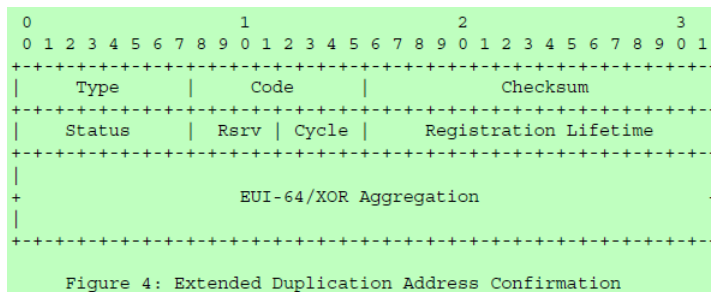 0                   1                   2                   3
 0 1 2 3 4 5 6 7 8 9 0 1 2 3 4 5 6 7 8 9 0 1 2 3 4 5 6 7 8 9 0 1
+-+-+-+-+-+-+-+-+-+-+-+-+-+-+-+-+-+-+-+-+-+-+-+-+-+-+-+-+-+-+-+-
|     Type      |     Code      |            Checksum
+-+-+-+-+-+-+-+-+-+-+-+-+-+-+-+-+-+-+-+-+-+-+-+-+-+-+-+-+-+-+-+-
|    Status     |  Rsrv | Cycle |     Registration Lifetime
+-+-+-+-+-+-+-+-+-+-+-+-+-+-+-+-+-+-+-+-+-+-+-+-+-+-+-+-+-+-+-+-
|
+                    EUI-64/XOR Aggregation                     -
|
+-+-+-+-+-+-+-+-+-+-+-+-+-+-+-+-+-+-+-+-+-+-+-+-+-+-+-+-+-+-+-+-
Figure 4: Extended Duplication Address Confirmation